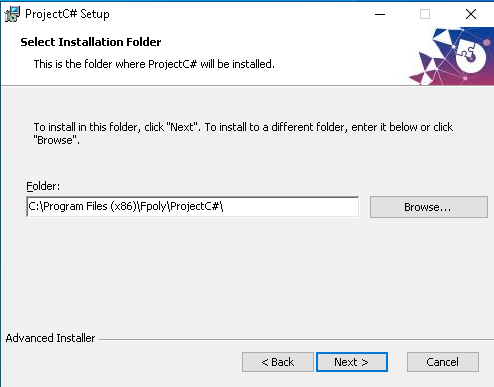 ProjectC# Setup
Select Installation Folder
This is the folder where ProjectC# will be installed.
To install in this folder, click "Next". To install to a different folder, enter it below or click
"Browse".
Folder:
C:\Program Files (x86)\Fpoly\ProjectC#\
Browse...
Advanced Installer
< Back
Next >
Cancel